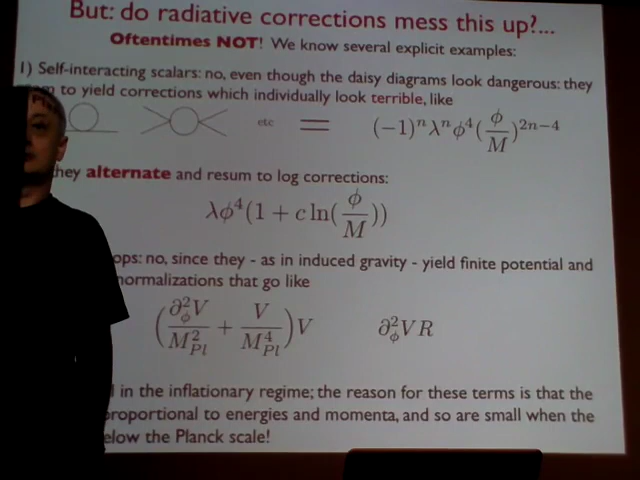 But: do radiative corrections mess this up?...
Oftentimes NOT! We know several explicit examples:
1) Self-interacting scalars: no, even though the daisy diagrams look dangerous: they
to yield corrections which individually look terrible, like
etc = (-1)^n λ^n ϕ^4 (ϕ/M)^{2n-4}
they alternate and resum to log corrections:
λϕ^4(1 + c ln(ϕ/M))
ops: no, since they - as in induced gravity - yield finite potential and
normalizations that go like
(∂_ϕ^2 V/M_{Pl}^2 + V/M_{Pl}^4)V ∂_ϕ^2 V R
in the inflationary regime; the reason for these terms is that the
proportional to energies and momenta, and so are small when the
elow the Planck scale!